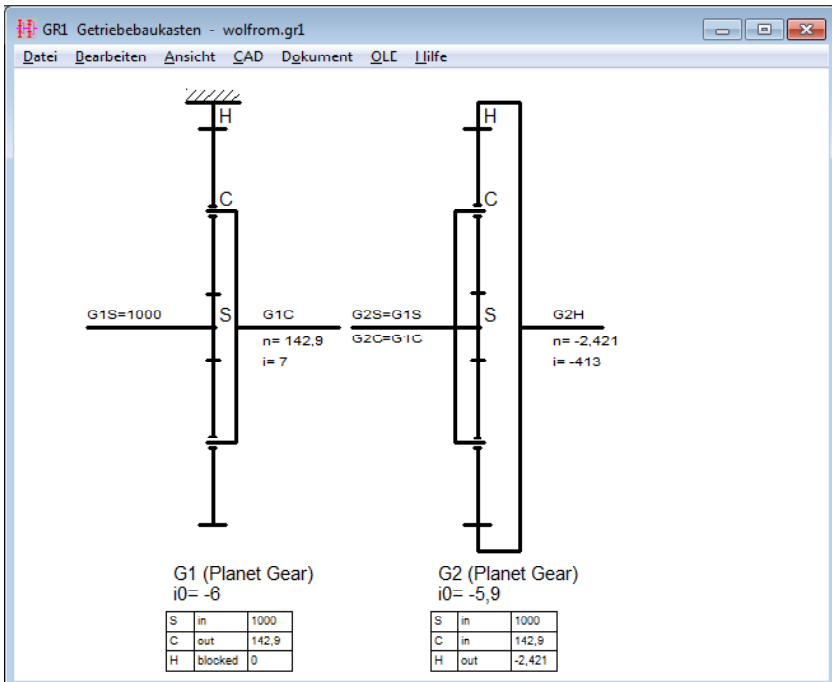 GR1 Getriebebaukasten - wolfrom.gr1
Datei Bearbeiten Ansicht CAD Dokument OLE Hilfe
H H
C C
G1S=1000 S G1C G2S=G1S S G2H
n= 142,9 G2C=G1C n= -2,421
i= 7 i= -413
G1 (Planet Gear) G2 (Planet Gear)
i0= -6 i0= -5,9
S in 1000 S in 1000
C out 142,9 C in 142,9
H blocked 0 H out -2,421